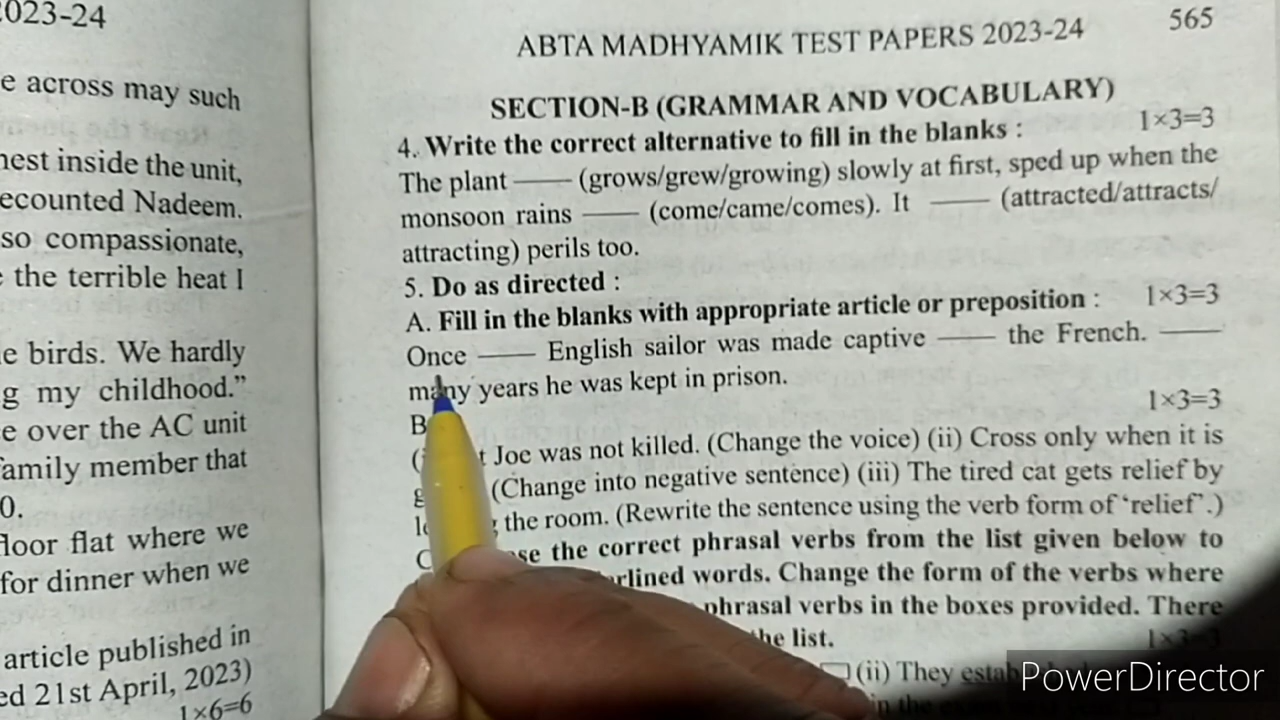 2023-24
e across may such
nest inside the unit,
ecounted Nadeem.
so compassionate,
the terrible heat I
e birds. We hardly
g my childhood.”
e over the AC unit
family member that
0.
floor flat where we
for dinner when we
article published in
ed 21st April, 2023)
1×6=6
ABTA MADHYAMIK TEST PAPERS 2023-24 565
SECTION-B (GRAMMAR AND VOCABULARY)
4. Write the correct alternative to fill in the blanks : 1×3=3
The plant —— (grows/grew/growing) slowly at first, sped up when the
monsoon rains —— (come/came/comes). It —— (attracted/attracts/
attracting) perils too.
5. Do as directed :
A. Fill in the blanks with appropriate article or preposition : 1×3=3
Once —— English sailor was made captive —— the French. ——
many years he was kept in prison.
B 1×3=3
Joe was not killed. (Change the voice) (ii) Cross only when it is
g (Change into negative sentence) (iii) The tired cat gets relief by
the room. (Rewrite the sentence using the verb form of ‘relief’.)
C the correct phrasal verbs from the list given below to
words. Change the form of the verbs where
phrasal verbs in the boxes provided. There
the list. 1×3=3
(ii) They
PowerDirector